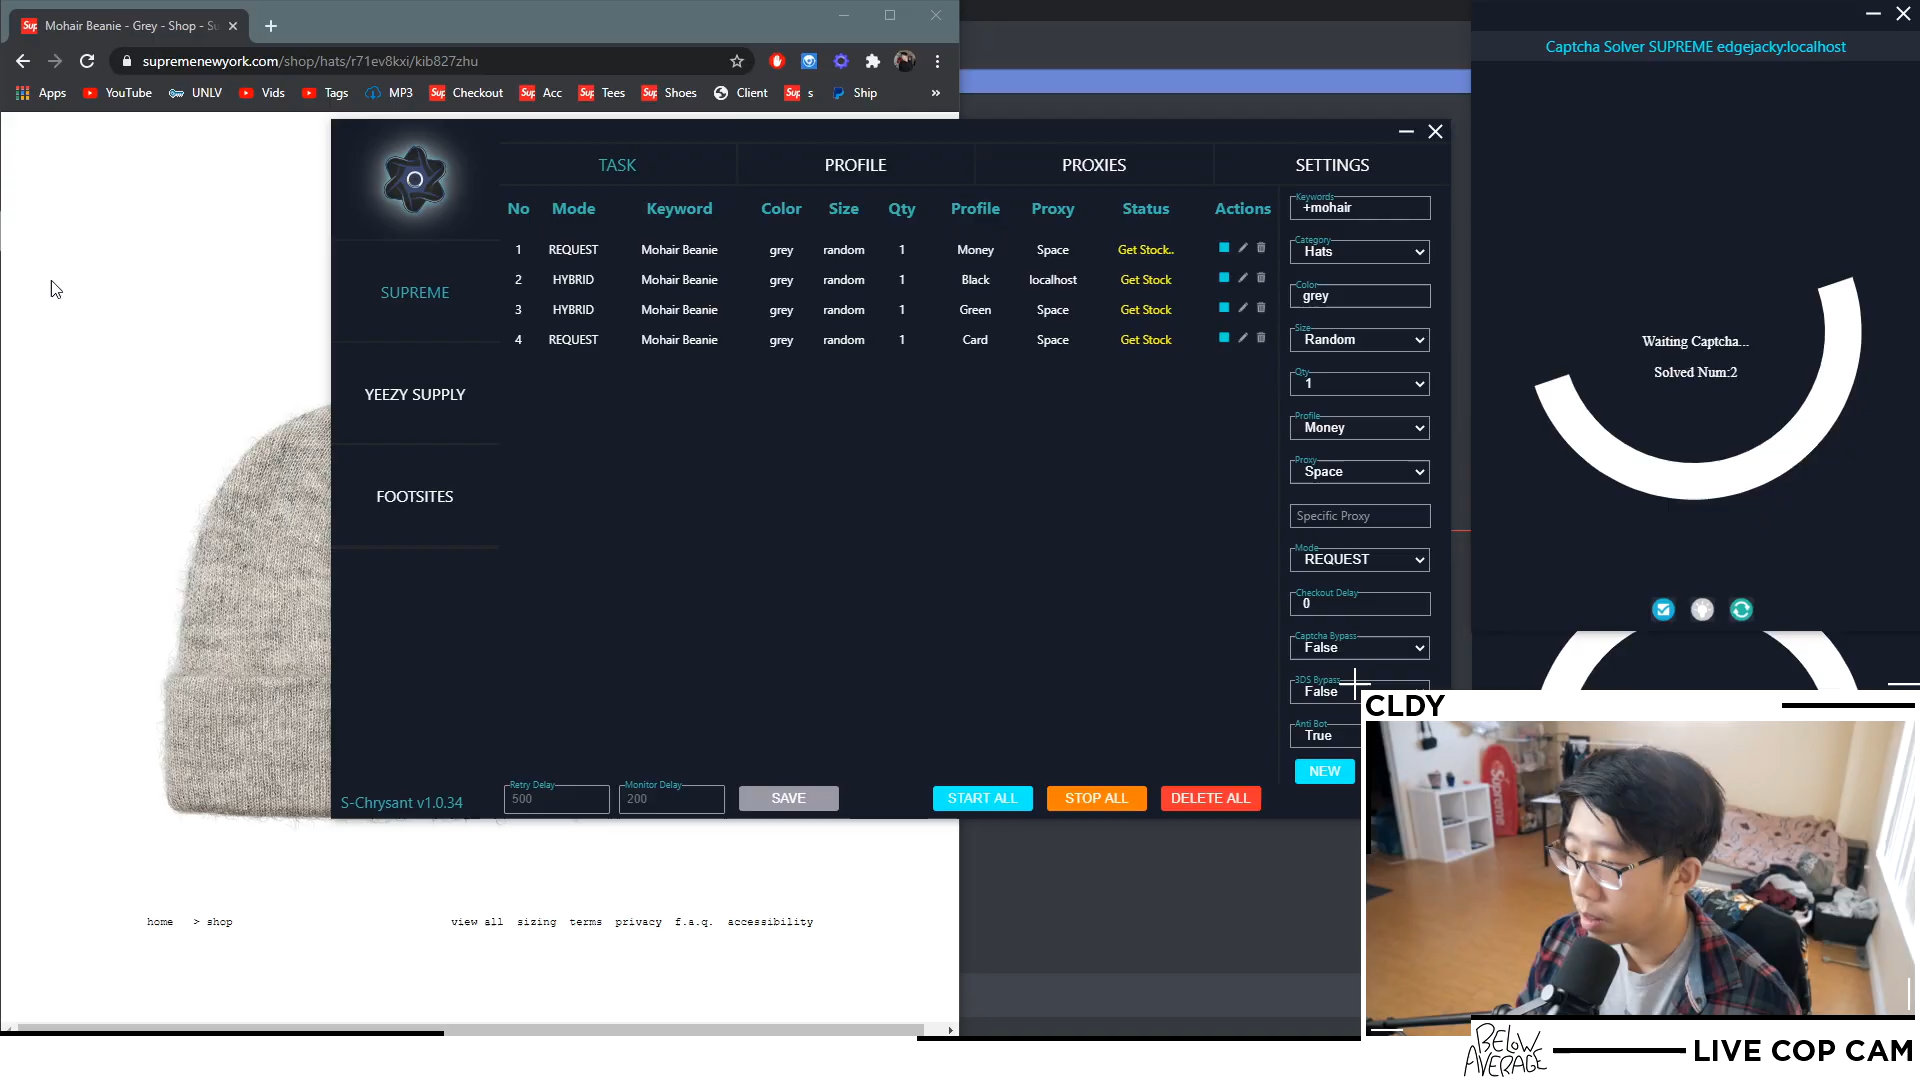 Mohair Beanie - Grey - Shop - Su
supremenewyork.com/shop/hats/r71ev8kxi/kib827zhu
Apps YouTube UNLV Vids Tags MP3 Checkout Acc Tees Shoes Client s Ship »
Captcha Solver SUPREME edgejacky:localhost
Waiting Captcha...
Solved Num:2
TASK PROFILE PROXIES SETTINGS
SUPREME
YEEZY SUPPLY
FOOTSITES
No Mode Keyword Color Size Qty Profile Proxy Status Actions
1 REQUEST Mohair Beanie grey random 1 Money Space Get Stock..
2 HYBRID Mohair Beanie grey random 1 Black localhost Get Stock
3 HYBRID Mohair Beanie grey random 1 Green Space Get Stock
4 REQUEST Mohair Beanie grey random 1 Card Space Get Stock
Keywords
+mohair
Category
Hats
Color
grey
Size
Random
Qty
1
Profile
Money
Proxy
Space
Specific Proxy
Mode
REQUEST
Checkout Delay
0
Captcha Bypass
False
3DS Bypass
False
Anti Bot
True
NEW
S-Chrysant v1.0.34
Retry Delay
500
Monitor Delay
200
SAVE START ALL STOP ALL DELETE ALL
home > shop
view all sizing terms privacy f.a.q. accessibility
CLDY
Supreme
BELOW
AVERAGE
LIVE COP CAM